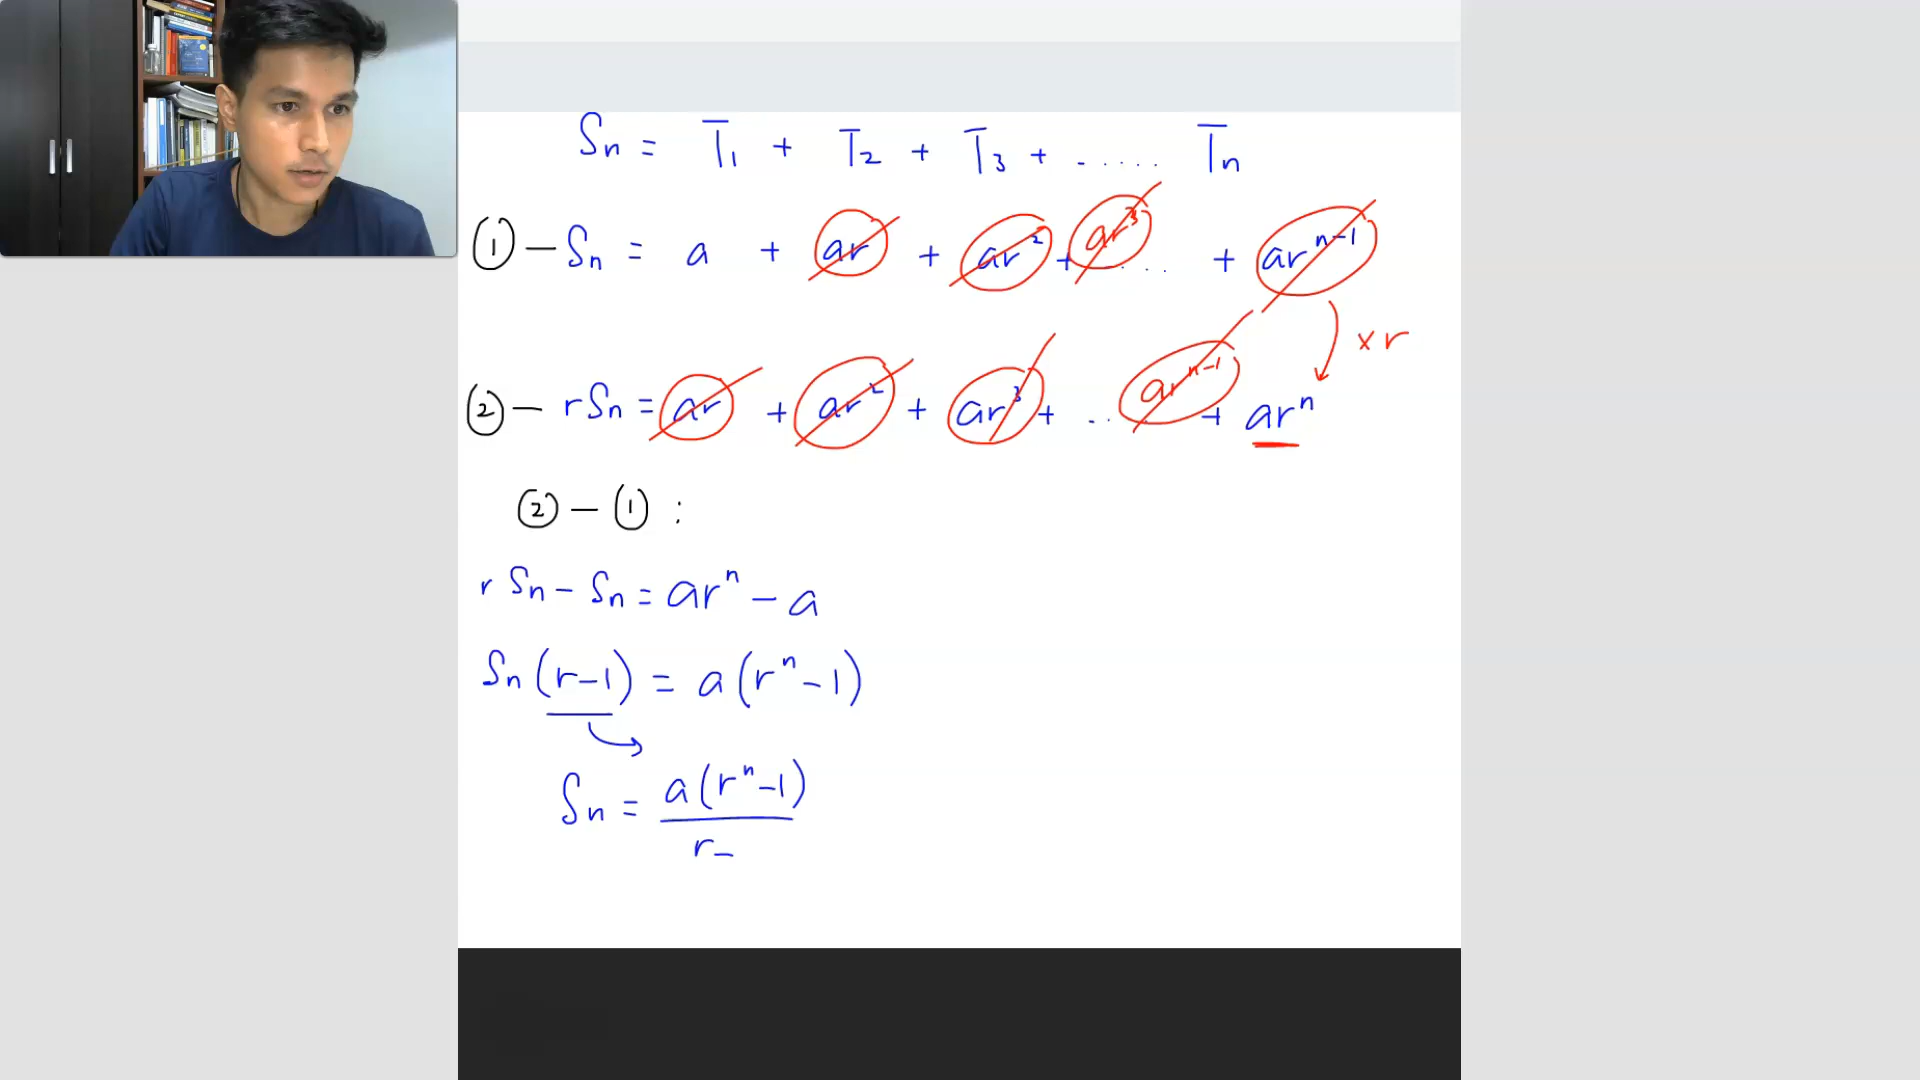 Sn = T1 + T2 + T3 + ..... Tn
① – Sn = a + ar + ar² + ar³ .... + arⁿ⁻¹
× r
② – rSn = ar + ar² + ar³ + .. arⁿ⁻¹ + arⁿ
② – ① :
r Sn – Sn = arⁿ – a
Sn (r–1) = a(rⁿ–1)
Sn = a(rⁿ–1)
r–